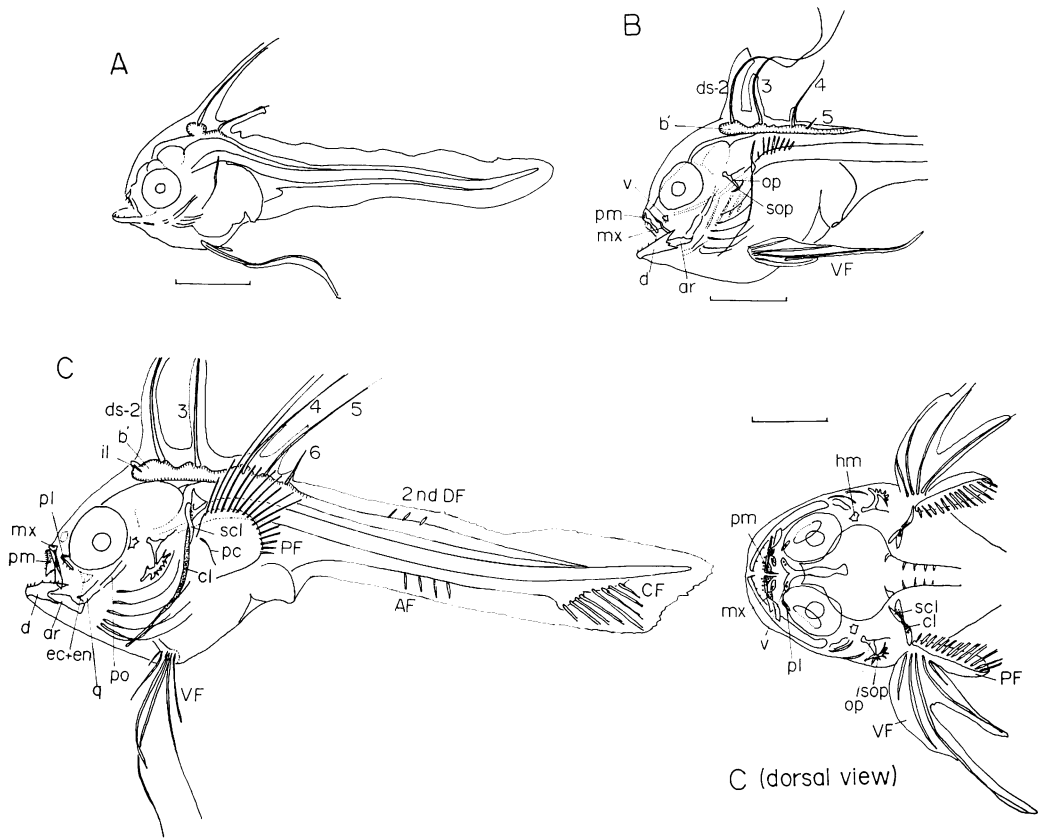 A
B
ds-2
3
4
5
b'
v
pm
mx
d
ar
op
sop
VF
C
ds-2
3
4
5
6
b'
il
pl
mx
pm
d
ar
ec+en
q
po
scl
pc
cl
PF
2nd DF
AF
CF
VF
hm
pm
mx
v
pl
scl
cl
sop
op
PF
VF
C (dorsal view)